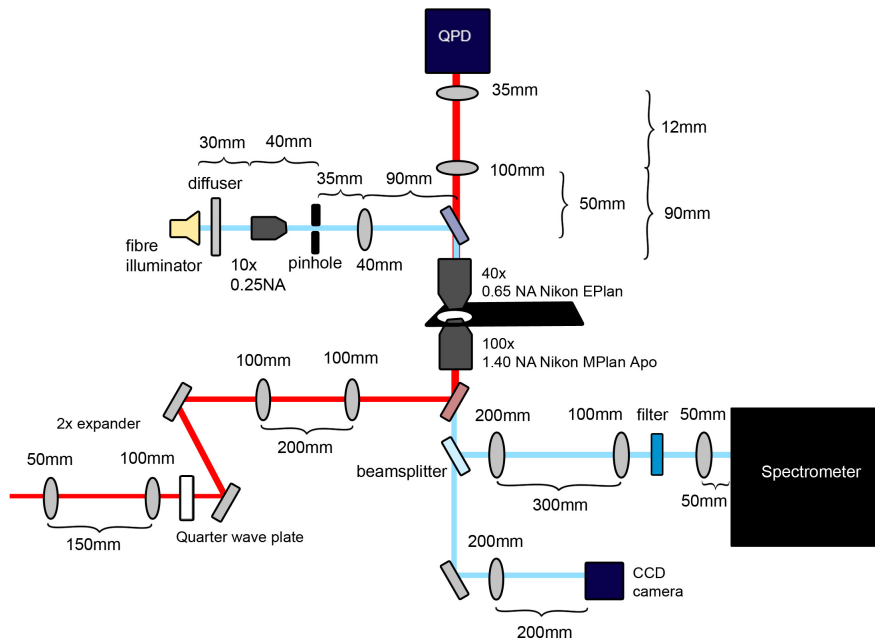 QPD
35mm
12mm
30mm
40mm
diffuser
35mm
90mm
100mm
50mm
90mm
fibre
illuminator
10x
0.25NA
pinhole
40mm
40x
0.65 NA Nikon EPlan
100x
1.40 NA Nikon MPlan Apo
100mm
100mm
200mm
2x expander
50mm
100mm
150mm
Quarter wave plate
beamsplitter
200mm
100mm
filter
50mm
300mm
50mm
Spectrometer
200mm
CCD
camera
200mm